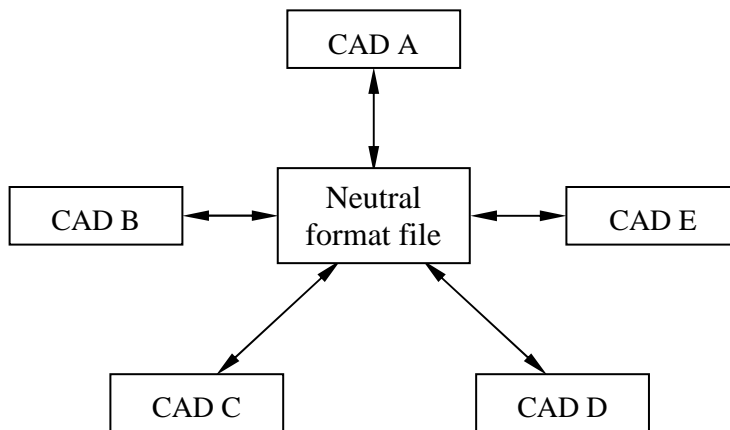 CAD A
Neutral
format file
CAD B
CAD E
CAD C
CAD D